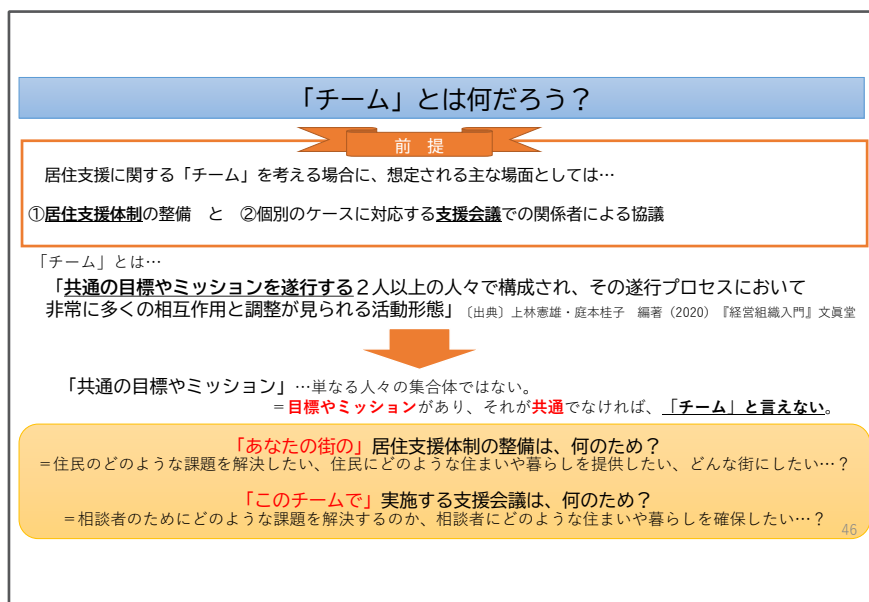 「チーム」とは何だろう？
前 提
居住支援に関する「チーム」を考える場合に、想定される主な場面としては…
①居住支援体制の整備 と ②個別のケースに対応する支援会議での関係者による協議
「チーム」とは…
「共通の目標やミッションを遂行する２人以上の人々で構成され、その遂行プロセスにおいて
非常に多くの相互作用と調整が見られる活動形態」〔出典〕上林憲雄・庭本佳子 編著（2020）『経営組織入門』文眞堂
「共通の目標やミッション」…単なる人々の集合体ではない。
＝目標やミッションがあり、それが共通でなければ、「チーム」と言えない。
「あなたの街の」居住支援体制の整備は、何のため？
＝住民のどのような課題を解決したい、住民にどのような住まいや暮らしを提供したい、どんな街にしたい…？
「このチームで」実施する支援会議は、何のため？
＝相談者のためにどのような課題を解決するのか、相談者にどのような住まいや暮らしを確保したい…？
46